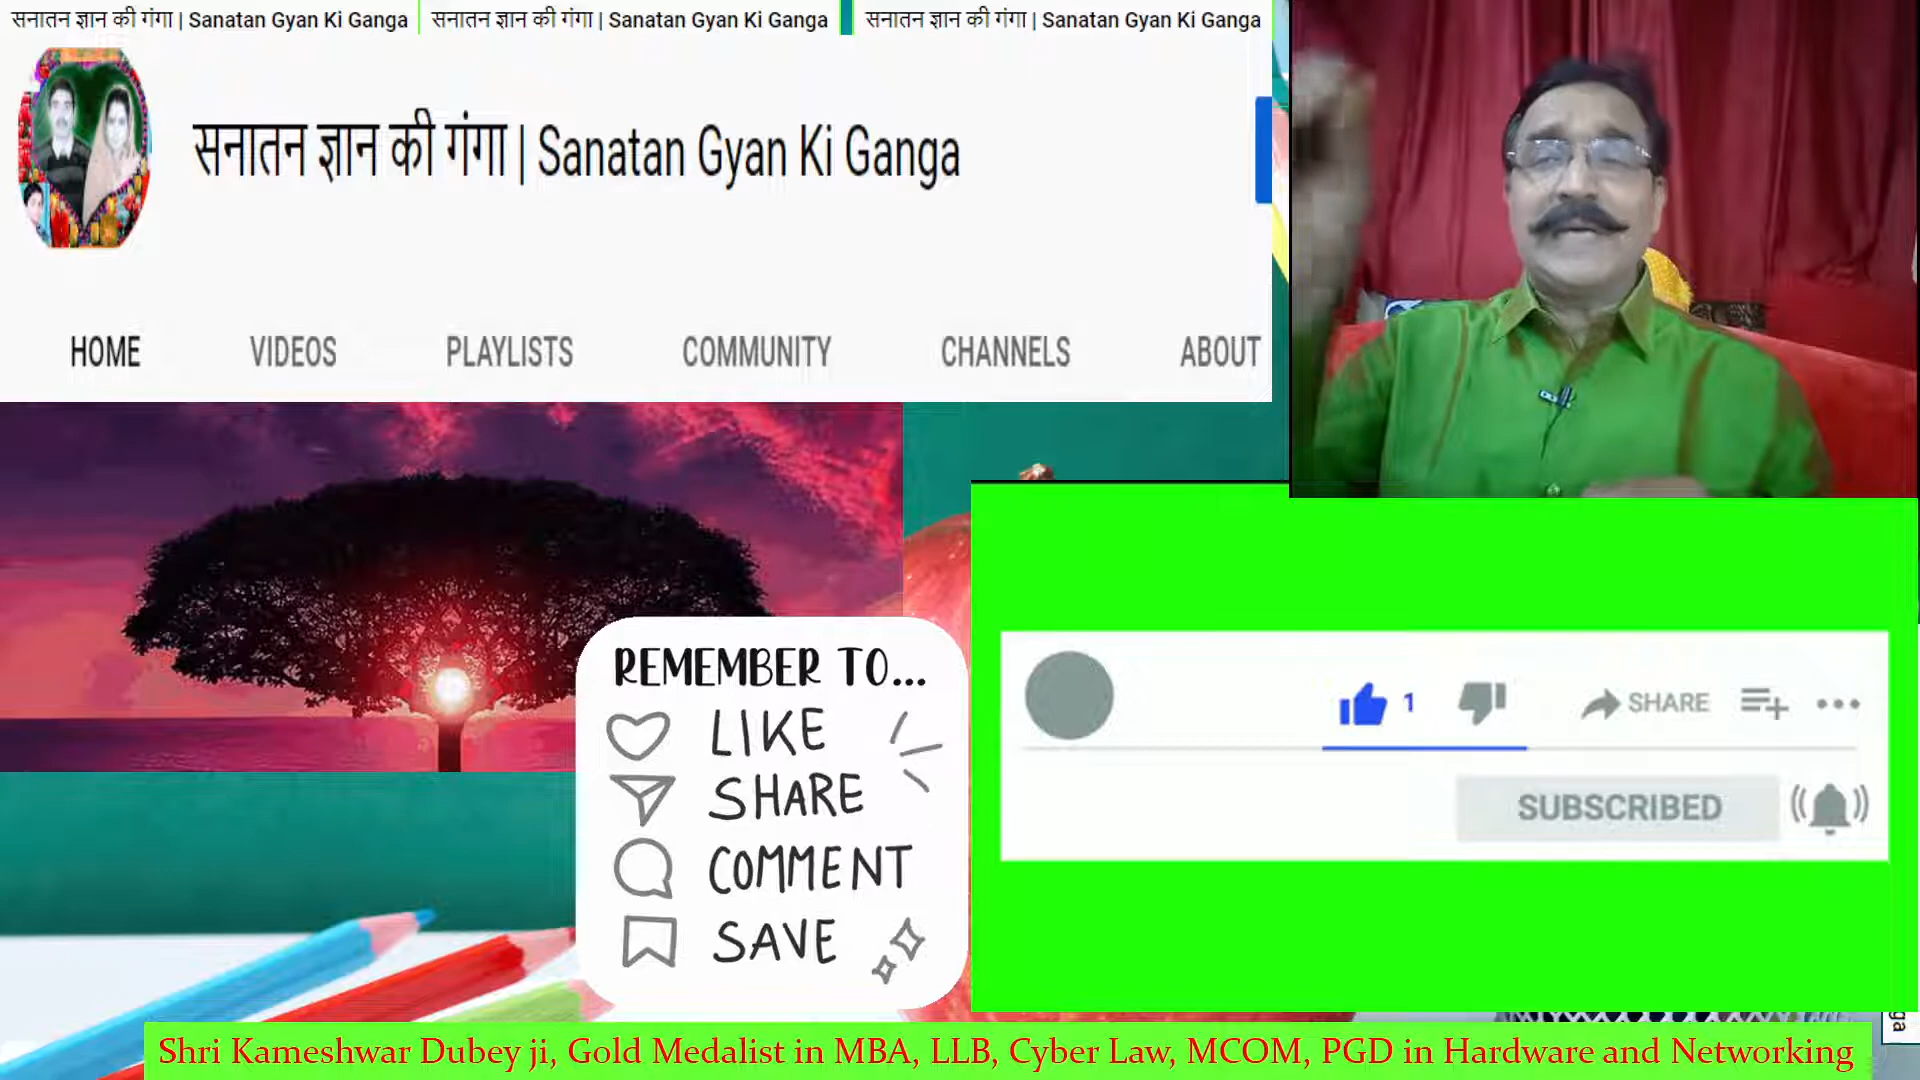 सनातन ज्ञान की गंगा | Sanatan Gyan Ki Ganga
सनातन ज्ञान की गंगा | Sanatan Gyan Ki Ganga
सनातन ज्ञान की गंगा | Sanatan Gyan Ki Ganga
सनातन ज्ञान की गंगा | Sanatan Gyan Ki Ganga
HOME VIDEOS PLAYLISTS COMMUNITY CHANNELS ABOUT
REMEMBER TO...
LIKE
SHARE
COMMENT
SAVE
1 SHARE
SUBSCRIBED
Shri Kameshwar Dubey ji, Gold Medalist in MBA, LLB, Cyber Law, MCOM, PGD in Hardware and Networking